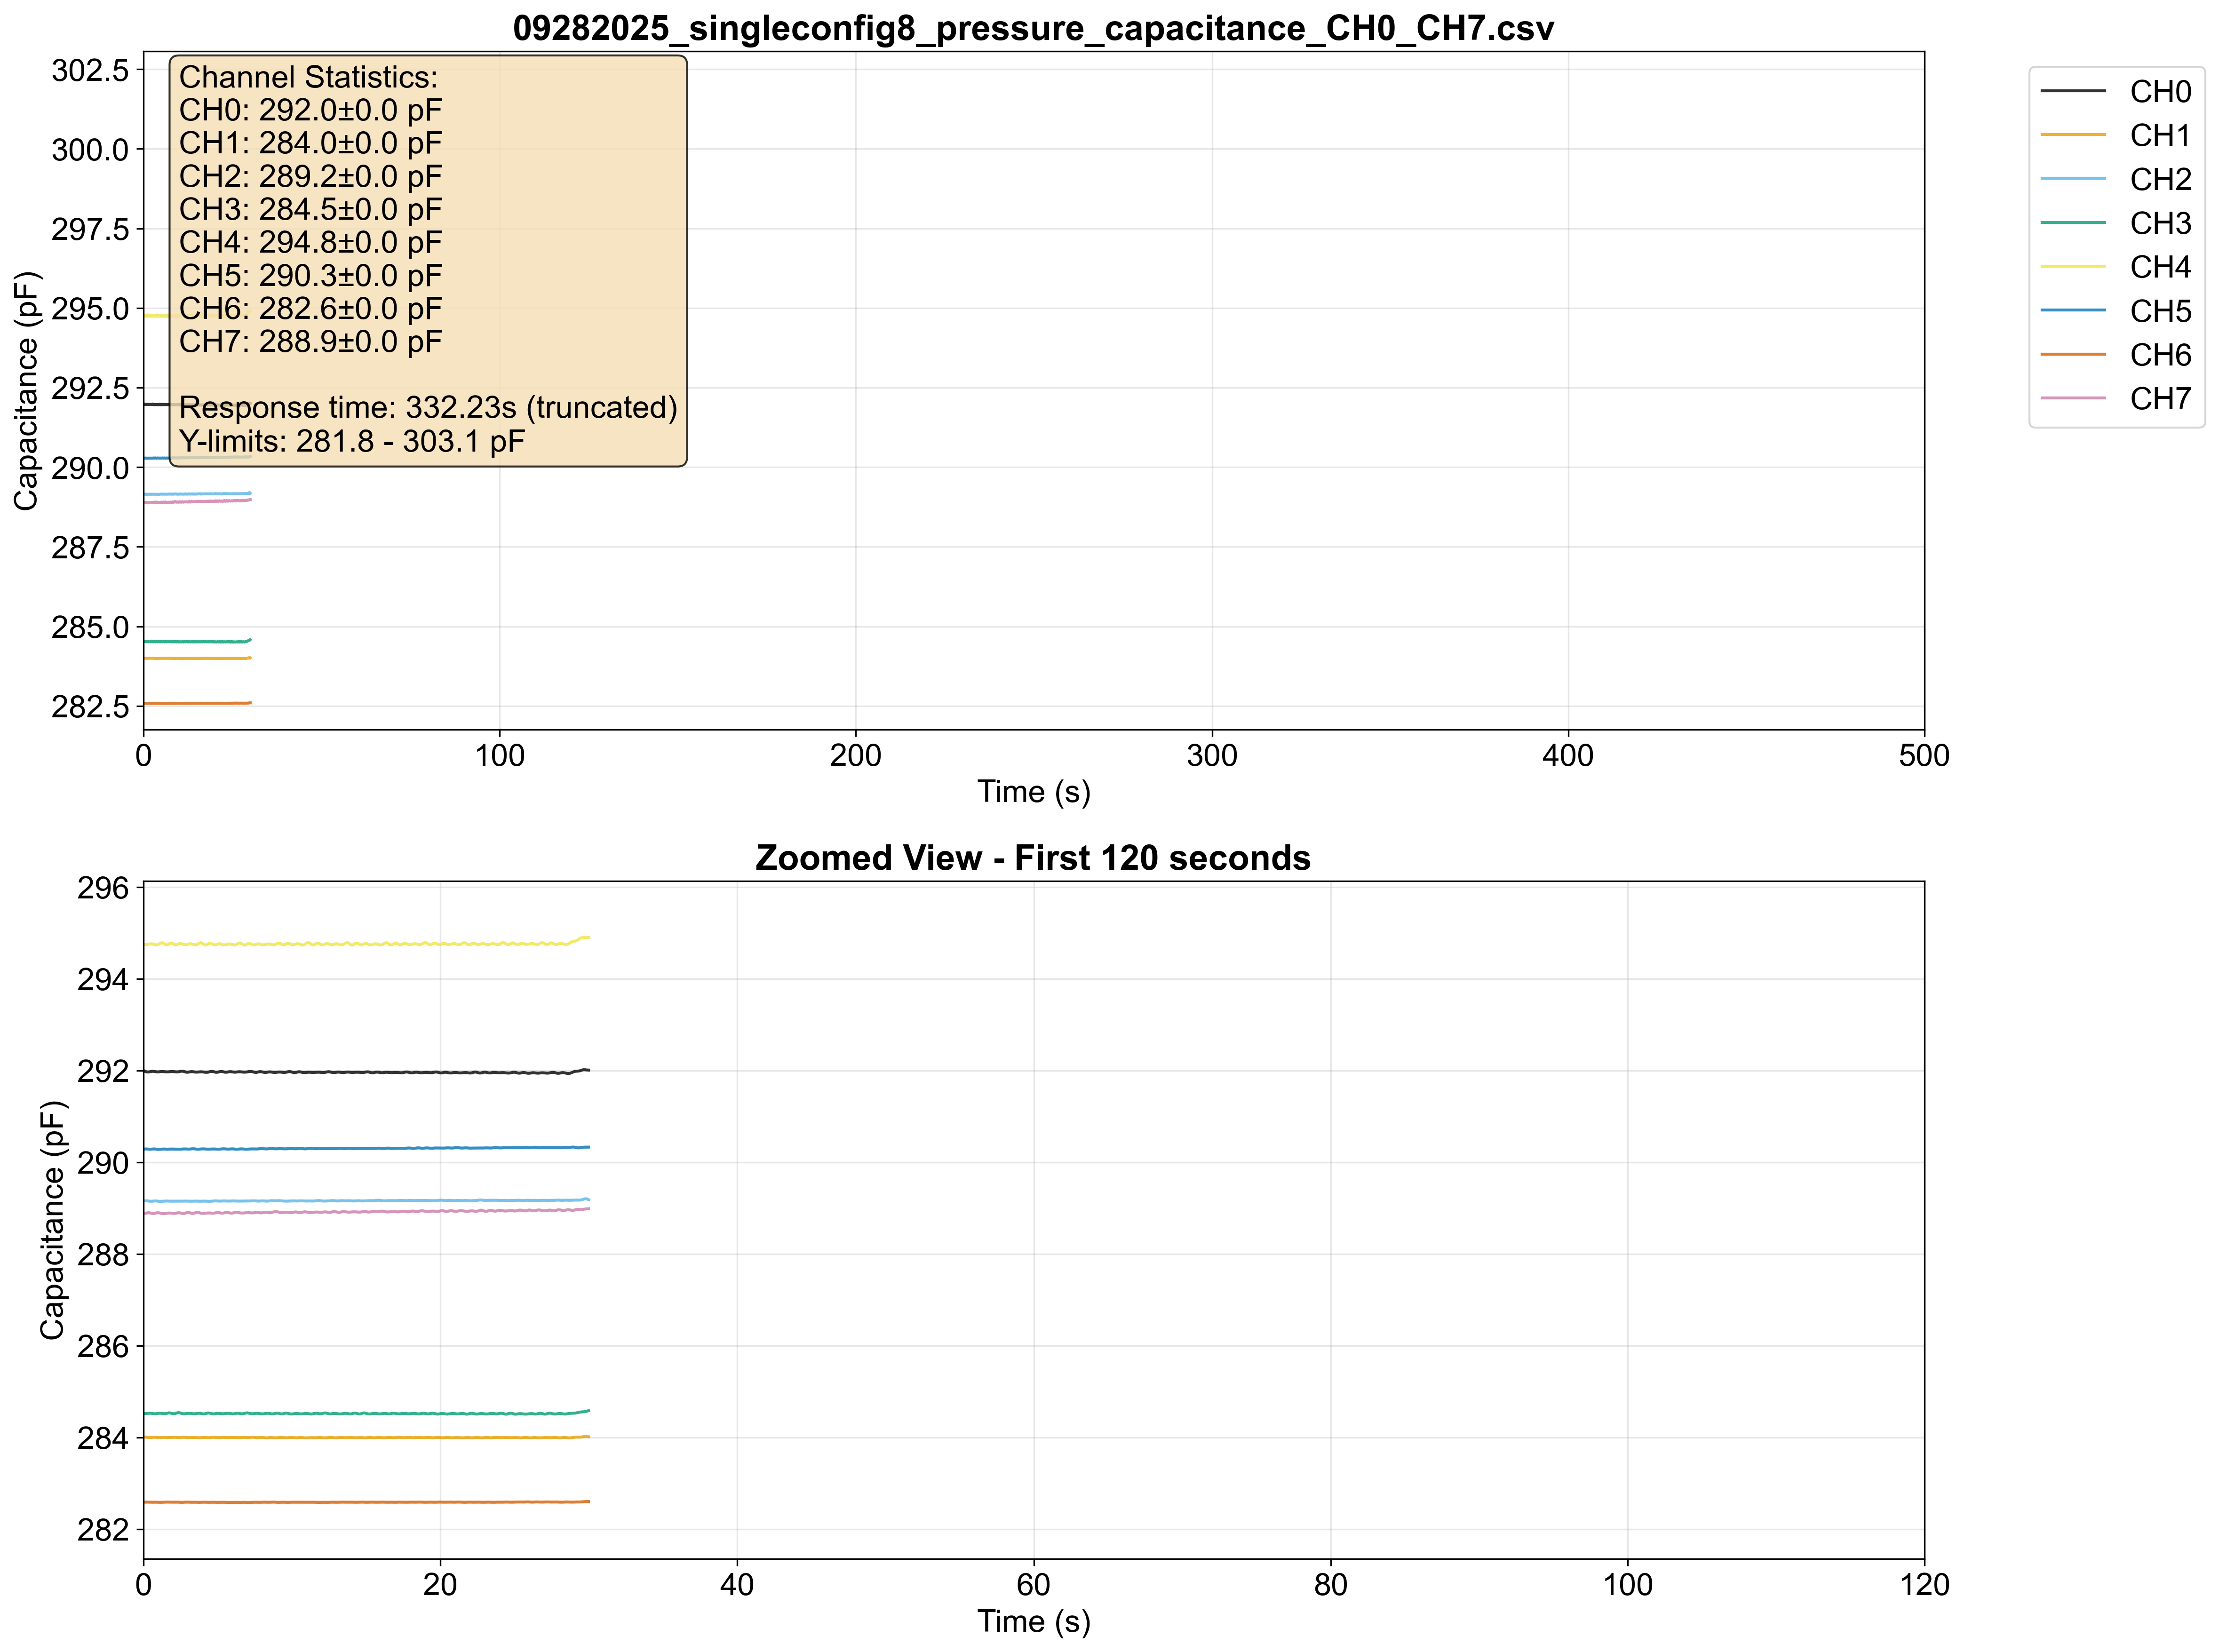 09282025_singleconfig8_pressure_capacitance_CH0_CH7.csv
Channel Statistics:
CH0: 292.0±0.0 pF
CH1: 284.0±0.0 pF
CH2: 289.2±0.0 pF
CH3: 284.5±0.0 pF
CH4: 294.8±0.0 pF
CH5: 290.3±0.0 pF
CH6: 282.6±0.0 pF
CH7: 288.9±0.0 pF
Response time: 332.23s (truncated)
Y-limits: 281.8 - 303.1 pF
302.5
300.0
297.5
295.0
292.5
290.0
287.5
285.0
282.5
Capacitance (pF)
0 100 200 300 400 500
Time (s)
CH0
CH1
CH2
CH3
CH4
CH5
CH6
CH7
Zoomed View - First 120 seconds
296
294
292
290
288
286
284
282
Capacitance (pF)
0 20 40 60 80 100 120
Time (s)